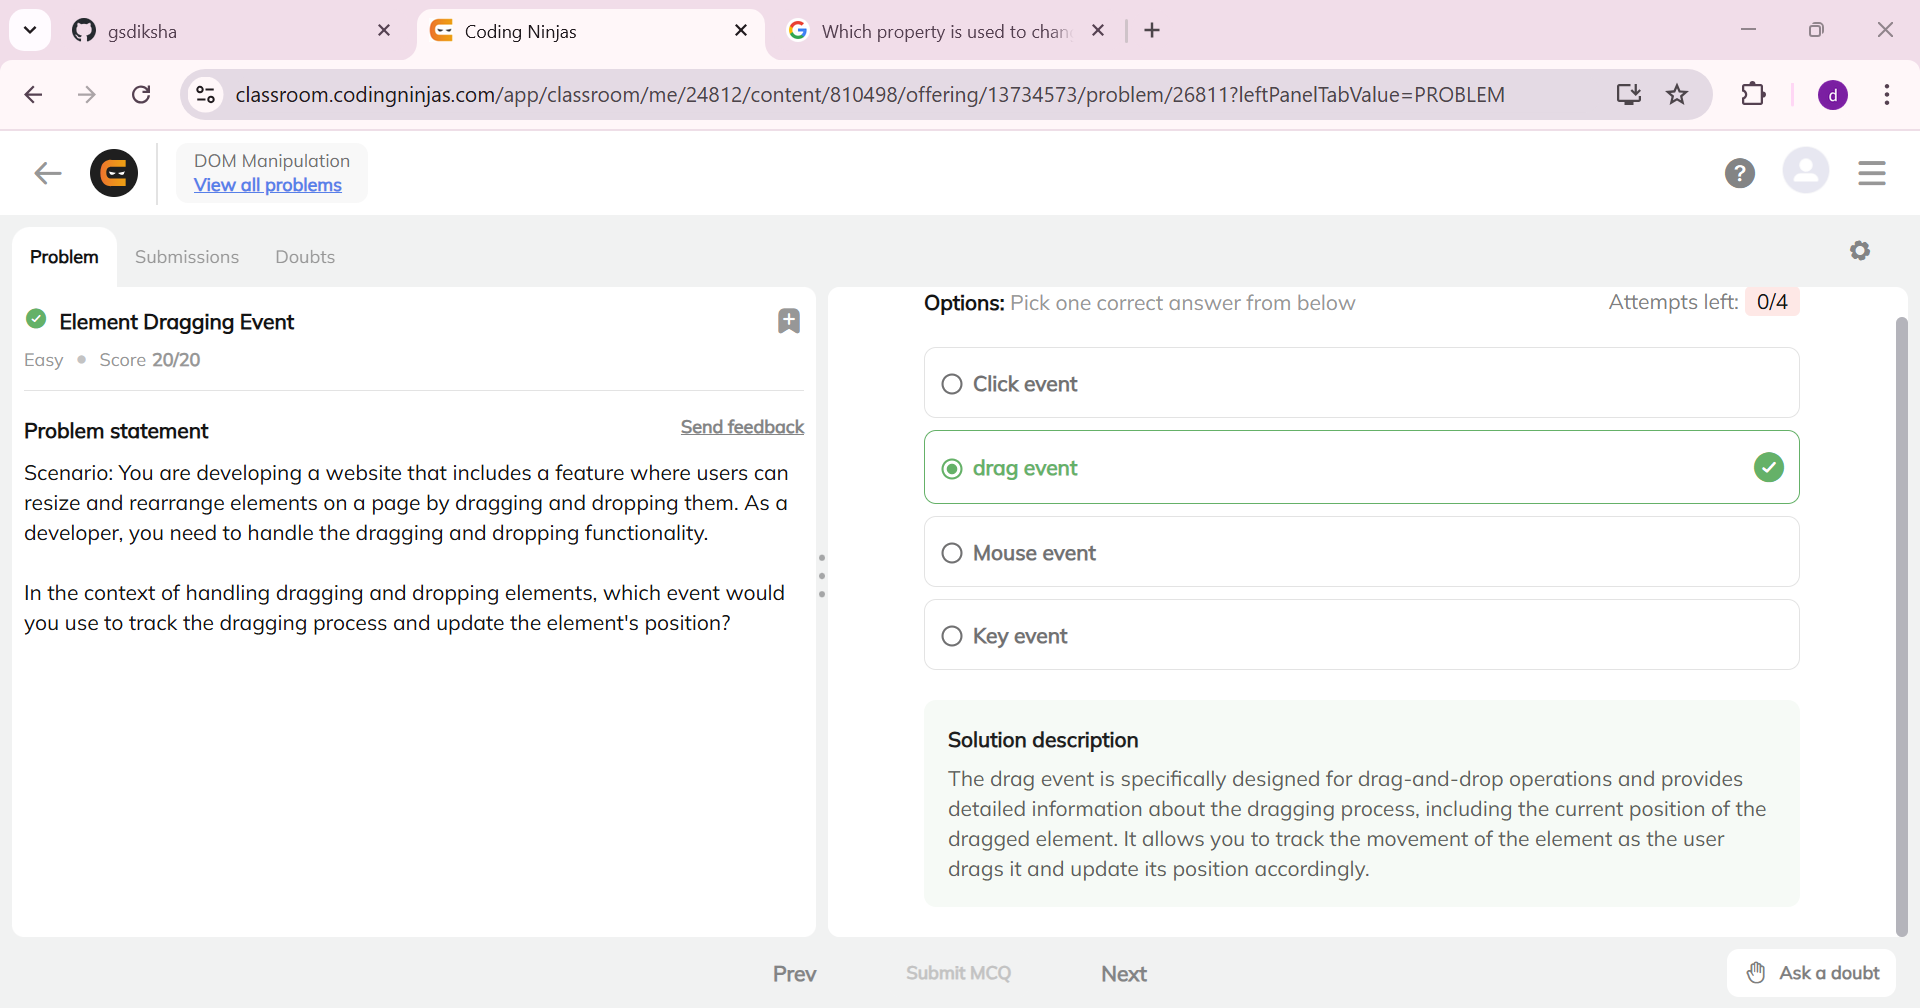 gsdiksha
Coding Ninjas
Which property is used to chan
classroom.codingninjas.com/app/classroom/me/24812/content/810498/offering/13734573/problem/26811?leftPanelTabValue=PROBLEM
d
DOM Manipulation
View all problems
?
Problem
Submissions
Doubts
Element Dragging Event
Easy
Score 20/20
Problem statement
Send feedback
Scenario: You are developing a website that includes a feature where users can
resize and rearrange elements on a page by dragging and dropping them. As a
developer, you need to handle the dragging and dropping functionality.
In the context of handling dragging and dropping elements, which event would
you use to track the dragging process and update the element's position?
Options: Pick one correct answer from below
Attempts left: 0/4
Click event
drag event
Mouse event
Key event
Solution description
The drag event is specifically designed for drag-and-drop operations and provides
detailed information about the dragging process, including the current position of the
dragged element. It allows you to track the movement of the element as the user
drags it and update its position accordingly.
Prev
Submit MCQ
Next
Ask a doubt